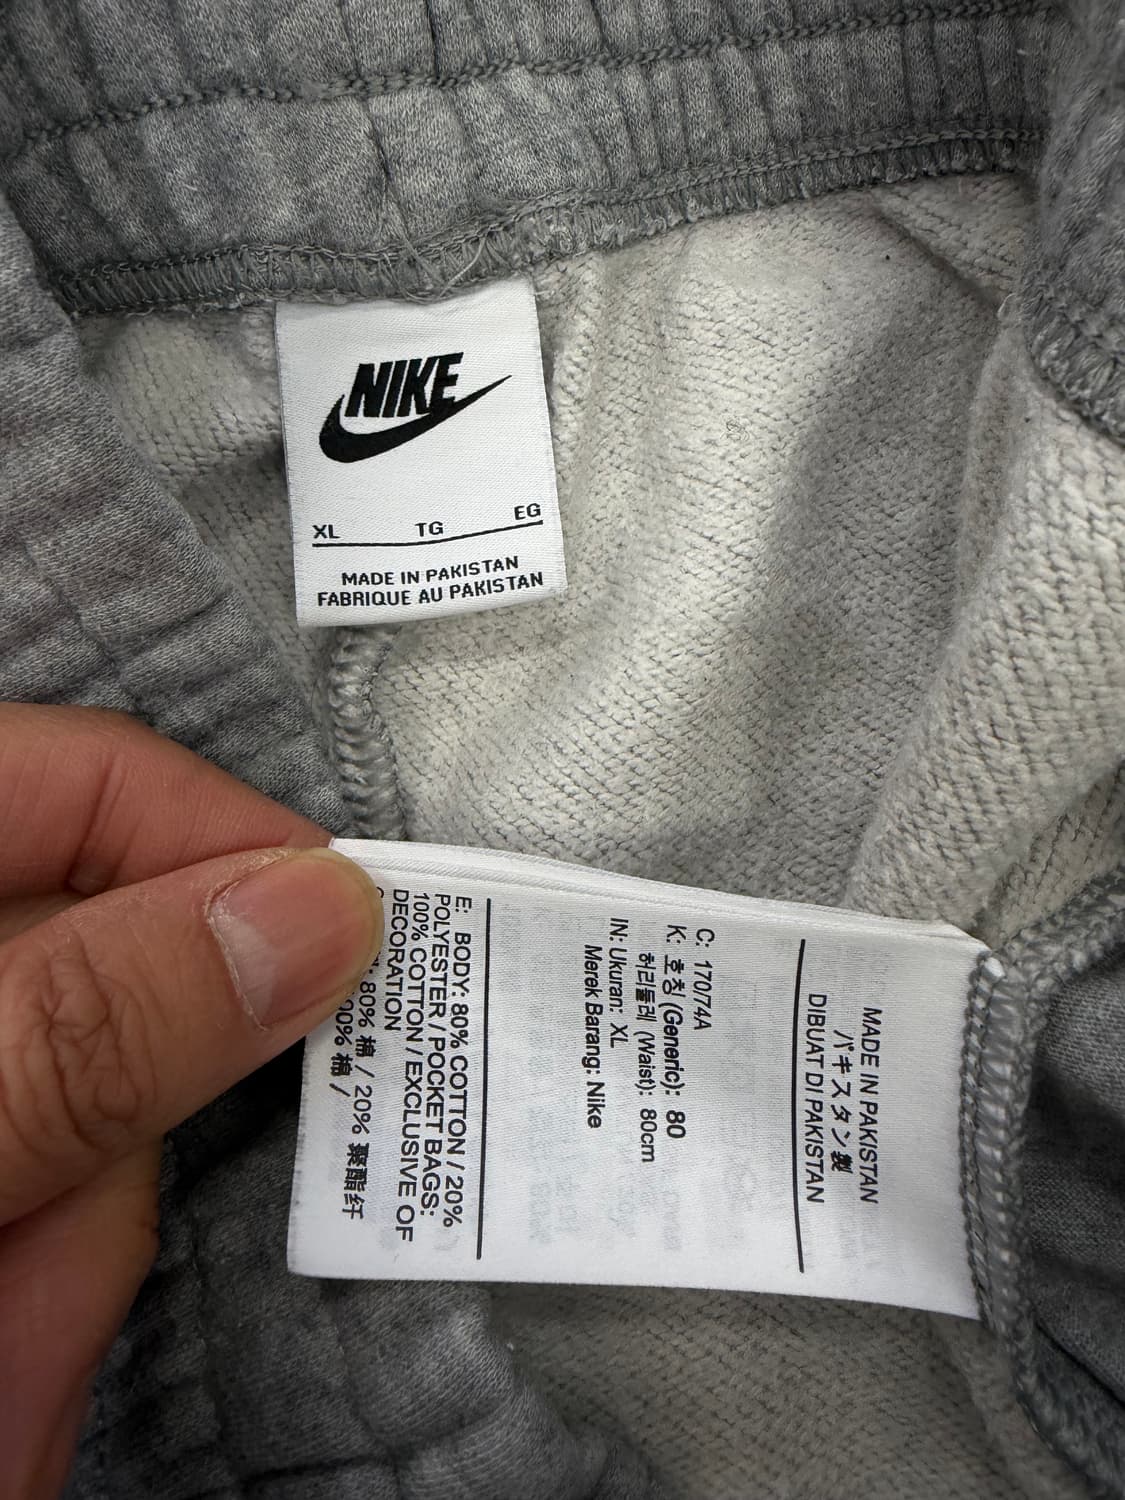 NIKE
XL TG EG
MADE IN PAKISTAN
FABRIQUE AU PAKISTAN
MADE IN PAKISTAN
パキスタン製
DIBUAT DI PAKISTAN
C: 170/74A
K: 호칭 (Generic): 80
허리둘레 (Waist): 80cm
IN: Ukuran: XL
Merek Barang: Nike
E: BODY: 80% COTTON / 20%
POLYESTER / POCKET BAGS:
100% COTTON / EXCLUSIVE OF
DECORATION
80% 棉 / 20% 聚酯纤
棉 /